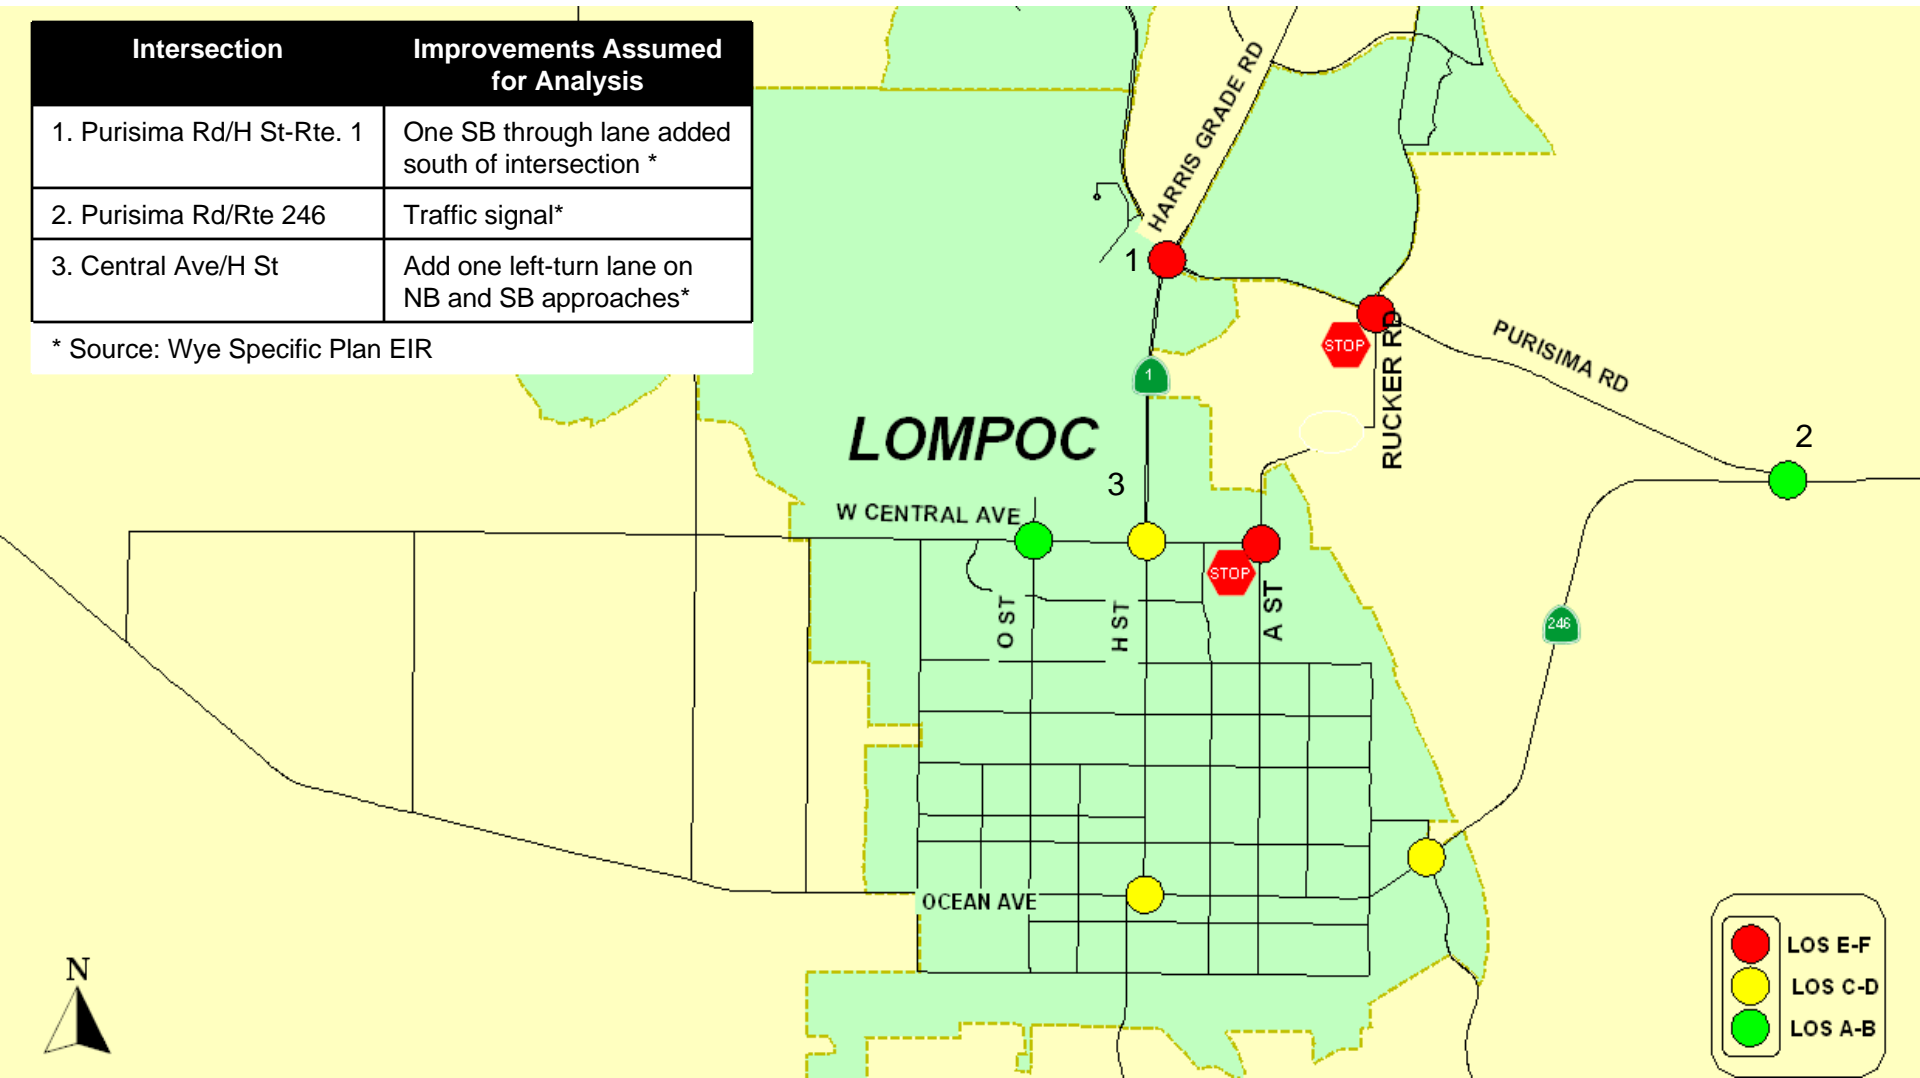 Intersection
Improvements Assumed
for Analysis
1. Purisima Rd/H St-Rte. 1
One SB through lane added
south of intersection *
2. Purisima Rd/Rte 246
Traffic signal*
3. Central Ave/H St
Add one left-turn lane on
NB and SB approaches*
* Source: Wye Specific Plan EIR
HARRIS GRADE RD
1
STOP
RUCKER RD
PURISIMA RD
1
LOMPOC
2
3
W CENTRAL AVE
STOP
O ST
H ST
A ST
246
OCEAN AVE
N
LOS E-F
LOS C-D
LOS A-B